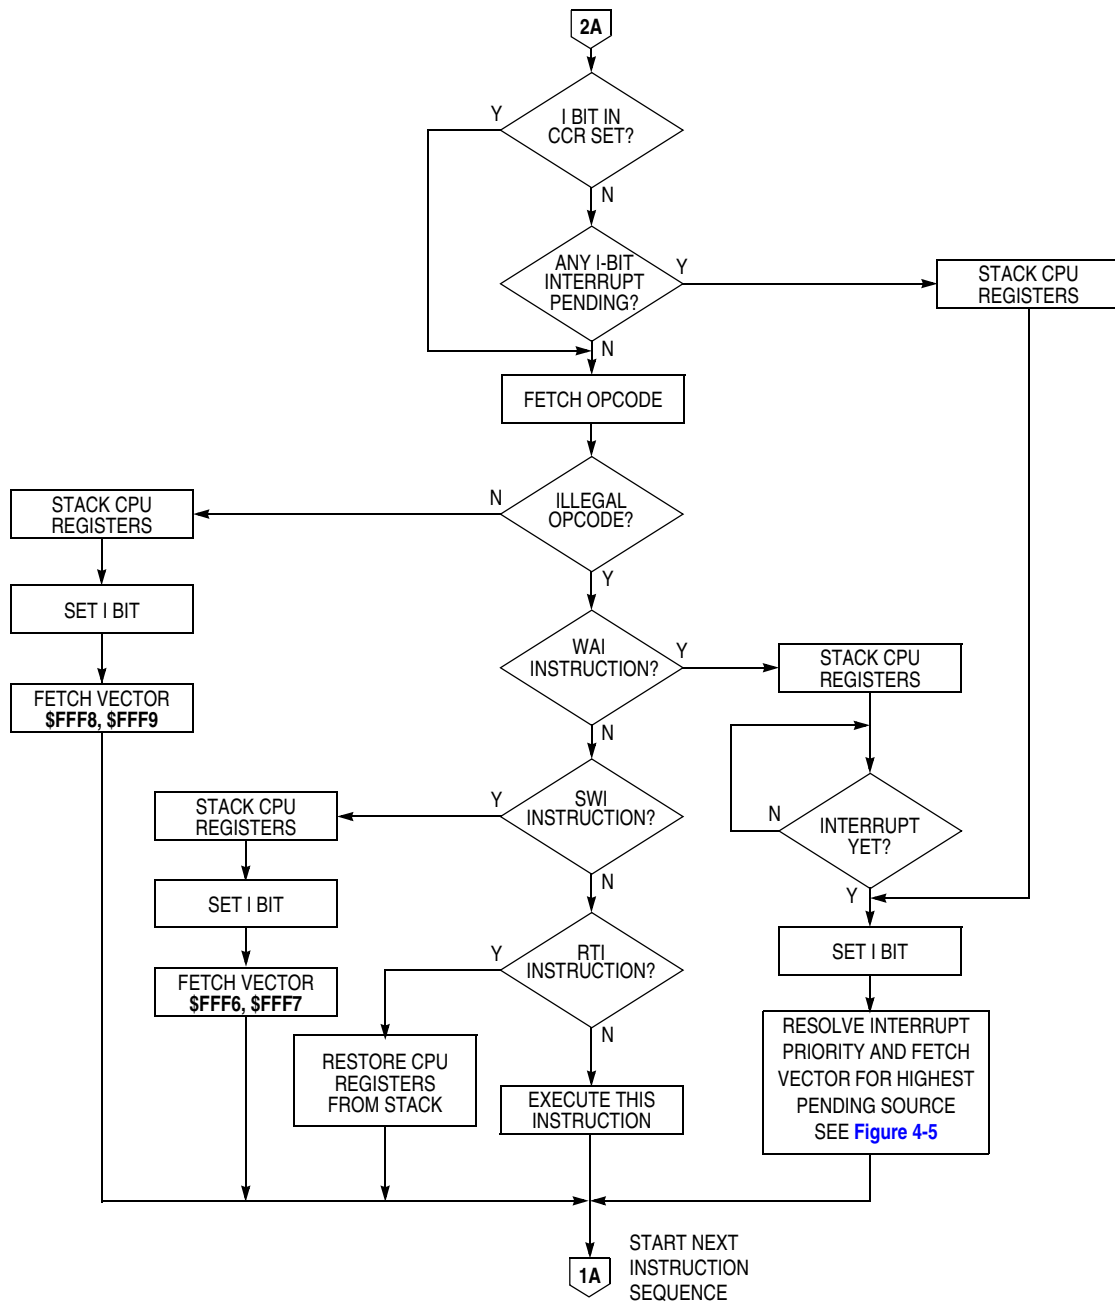 2A
Y
I BIT IN
CCR SET?
N
ANY I-BIT
INTERRUPT
PENDING?
Y
STACK CPU
REGISTERS
N
FETCH OPCODE
STACK CPU
REGISTERS
N
ILLEGAL
OPCODE?
Y
SET I BIT
WAI
INSTRUCTION?
Y
STACK CPU
REGISTERS
FETCH VECTOR
$FFF8, $FFF9
N
STACK CPU
REGISTERS
Y
SWI
INSTRUCTION?
N
INTERRUPT
YET?
N
Y
SET I BIT
RTI
INSTRUCTION?
Y
SET I BIT
FETCH VECTOR
$FFF6, $FFF7
N
RESTORE CPU
REGISTERS
FROM STACK
EXECUTE THIS
INSTRUCTION
RESOLVE INTERRUPT
PRIORITY AND FETCH
VECTOR FOR HIGHEST
PENDING SOURCE
SEE Figure 4-5
1A
START NEXT
INSTRUCTION
SEQUENCE